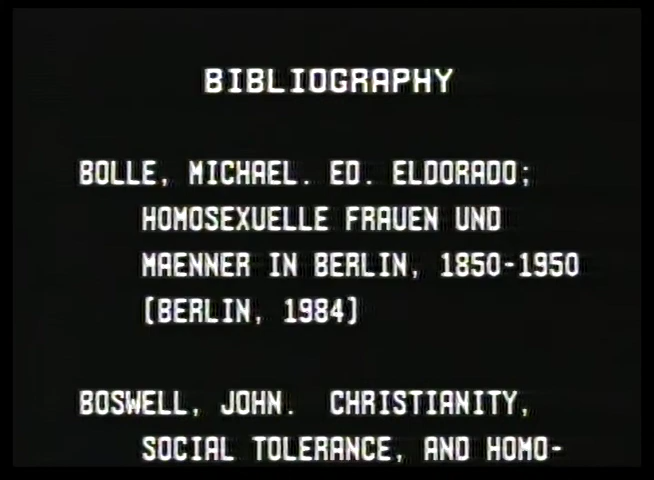 BIBLIOGRAPHY
BOLLE, MICHAEL. ED. ELDORADO;
HOMOSEXUELLE FRAUEN UND
MAENNER IN BERLIN, 1850-1950
(BERLIN, 1984)
BOSWELL, JOHN. CHRISTIANITY,
SOCIAL TOLERANCE, AND HOMO-